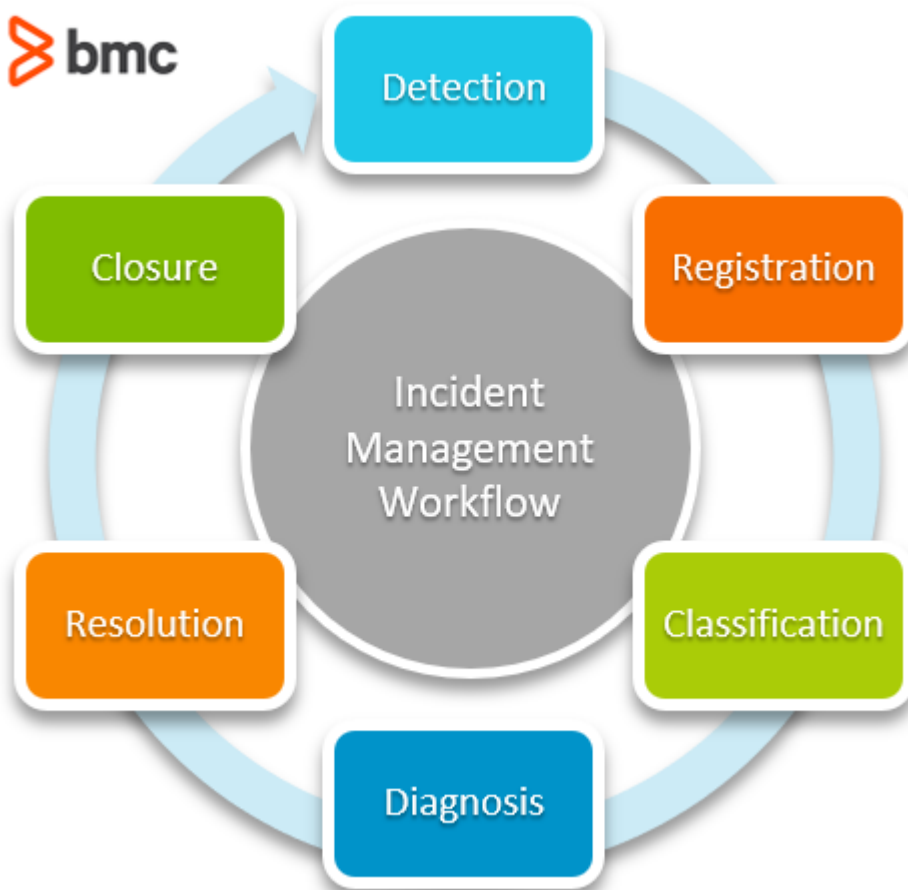 bmc
Detection
Registration
Classification
Diagnosis
Resolution
Closure
Incident
Management
Workflow